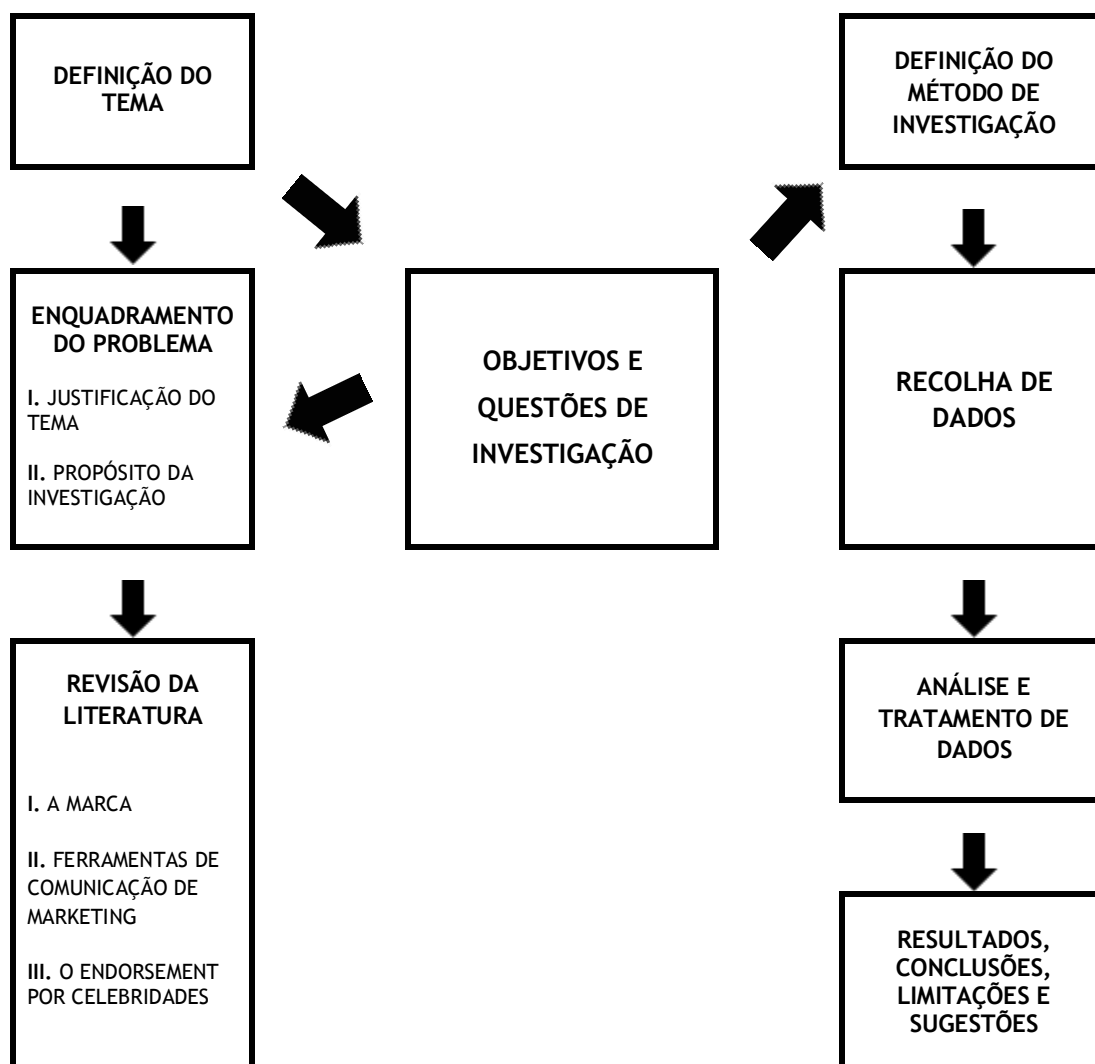 DEFINIÇÃO DO
TEMA
ENQUADRAMENTO
DO PROBLEMA
I. JUSTIFICAÇÃO DO
TEMA
II. PROPÓSITO DA
INVESTIGAÇÃO
REVISÃO DA
LITERATURA
I. A MARCA
II. FERRAMENTAS DE
COMUNICAÇÃO DE
MARKETING
III. O ENDORSEMENT
POR CELEBRIDADES
OBJETIVOS E
QUESTÕES DE
INVESTIGAÇÃO
DEFINIÇÃO DO
MÉTODO DE
INVESTIGAÇÃO
RECOLHA DE
DADOS
ANÁLISE E
TRATAMENTO DE
DADOS
RESULTADOS,
CONCLUSÕES,
LIMITAÇÕES E
SUGESTÕES